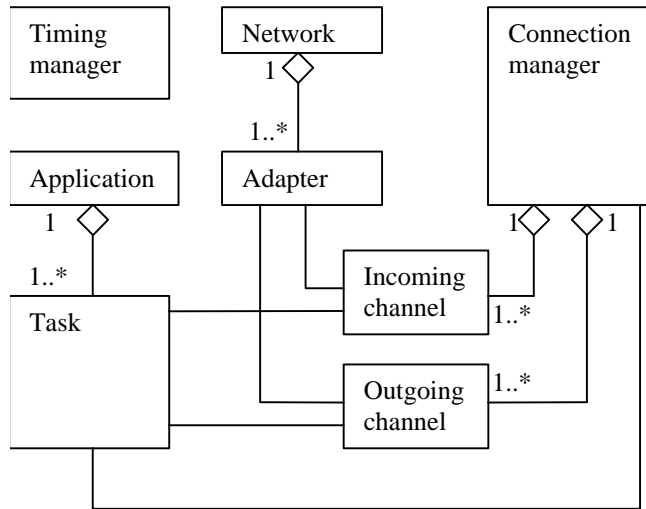 Timing
manager
Network
Connection
manager
1
1..*
Application
Adapter
1
1
1
1..*
Incoming
channel
Task
1..*
1..*
Outgoing
channel